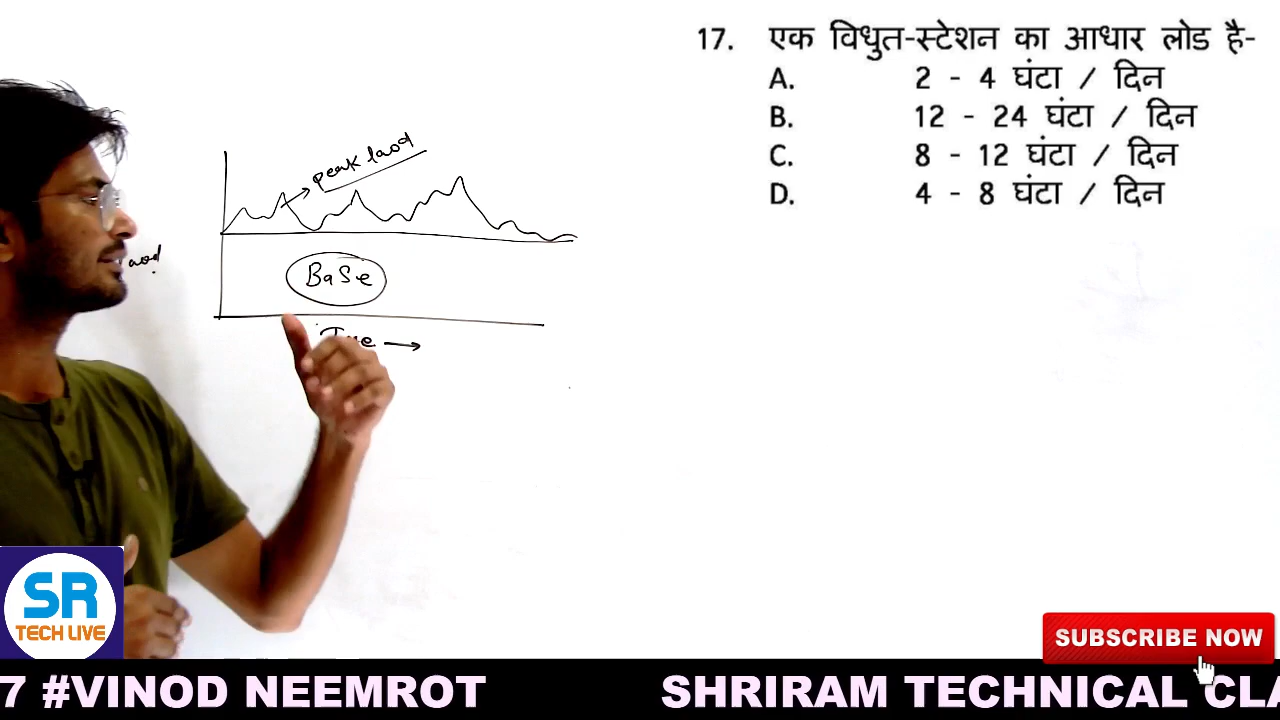 17. एक विधुत-स्टेशन का आधार लोड है-
A. 2 - 4 घंटा / दिन
B. 12 - 24 घंटा / दिन
C. 8 - 12 घंटा / दिन
D. 4 - 8 घंटा / दिन
peak laod
BaSe
SR
TECH LIVE
SUBSCRIBE NOW
7 #VINOD NEEMROT SHRIRAM TECHNICAL CLA